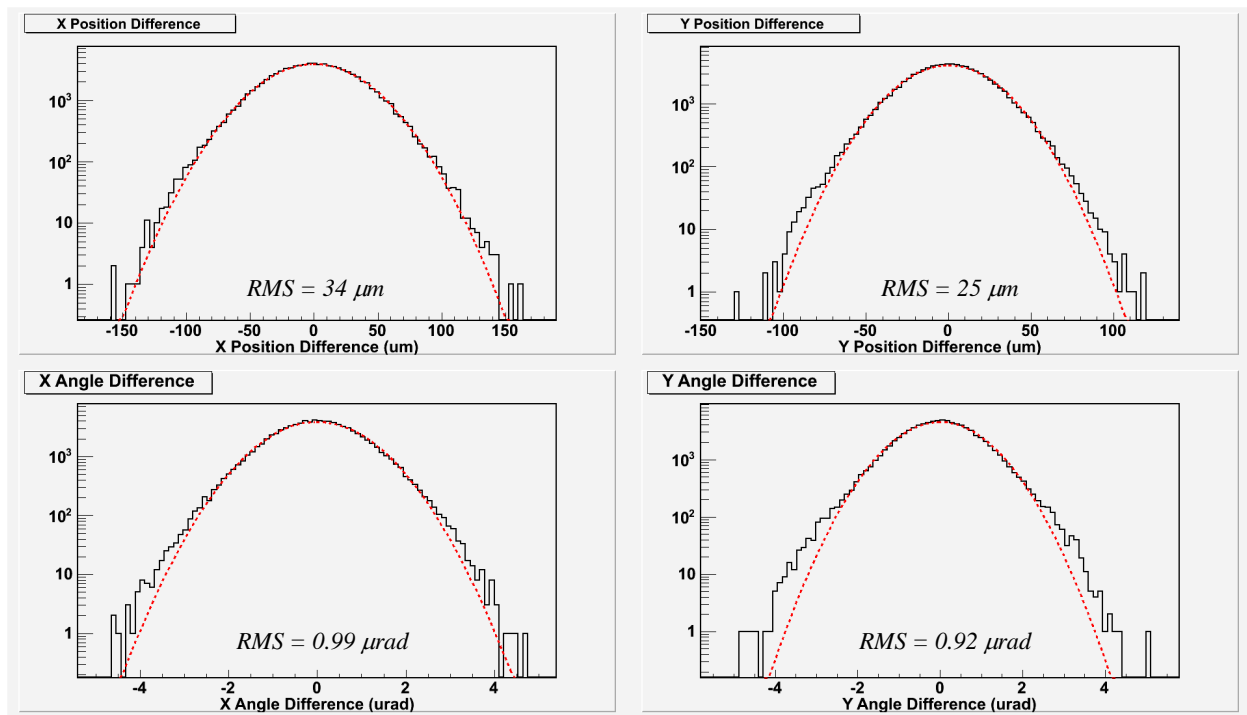 X Position Difference
10³
10²
10
1
RMS = 34 μm
-150 -100 -50 0 50 100 150
X Position Difference (um)
Y Position Difference
10³
10²
10
1
RMS = 25 μm
-150 -100 -50 0 50 100
Y Position Difference (um)
X Angle Difference
10³
10²
10
1
RMS = 0.99 μrad
-4 -2 0 2 4
X Angle Difference (urad)
Y Angle Difference
10³
10²
10
1
RMS = 0.92 μrad
-4 -2 0 2 4
Y Angle Difference (urad)